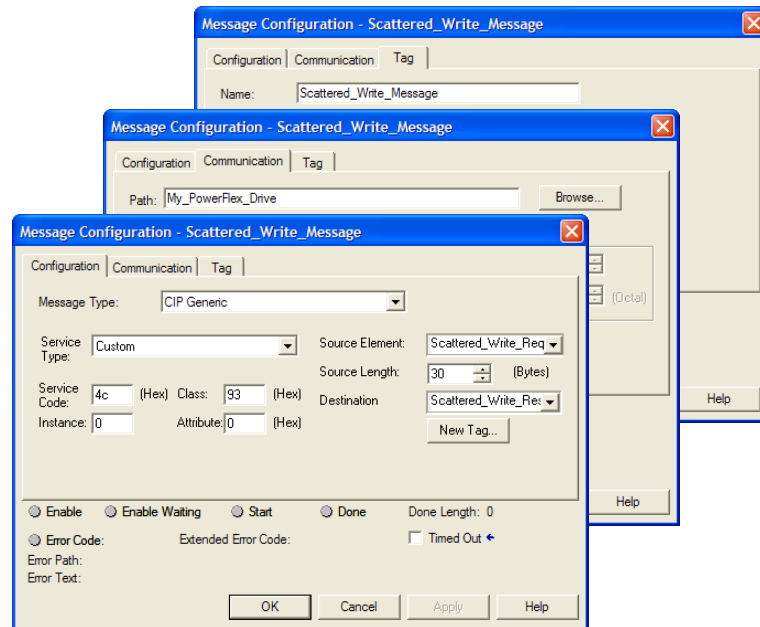 Message Configuration - Scattered_Write_Message
Configuration Communication Tag
Name: Scattered_Write_Message
Message Configuration - Scattered_Write_Message
Configuration Communication Tag
Path: My_PowerFlex_Drive Browse...
(Octal)
Help
Help
Message Configuration - Scattered_Write_Message
Configuration Communication Tag
Message Type: CIP Generic
Service Type: Custom
Source Element: Scattered_Write_Req
Source Length: 30 (Bytes)
Service Code: 4c (Hex) Class: 93 (Hex)
Destination Scattered_Write_Res
Instance: 0 Attribute: 0 (Hex)
New Tag...
Enable Enable Waiting Start Done Done Length: 0
Error Code: Extended Error Code: Timed Out
Error Path:
Error Text:
OK Cancel Apply Help